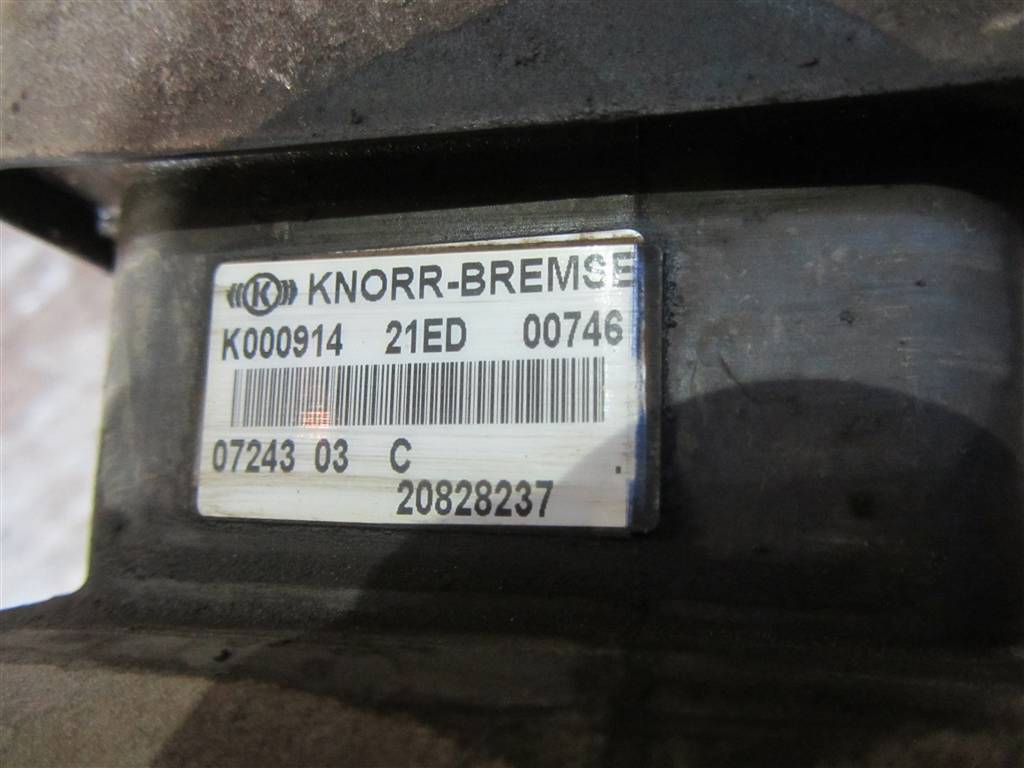 K KNORR-BREMSE
K000914 21ED 00746
07243 03 C
20828237